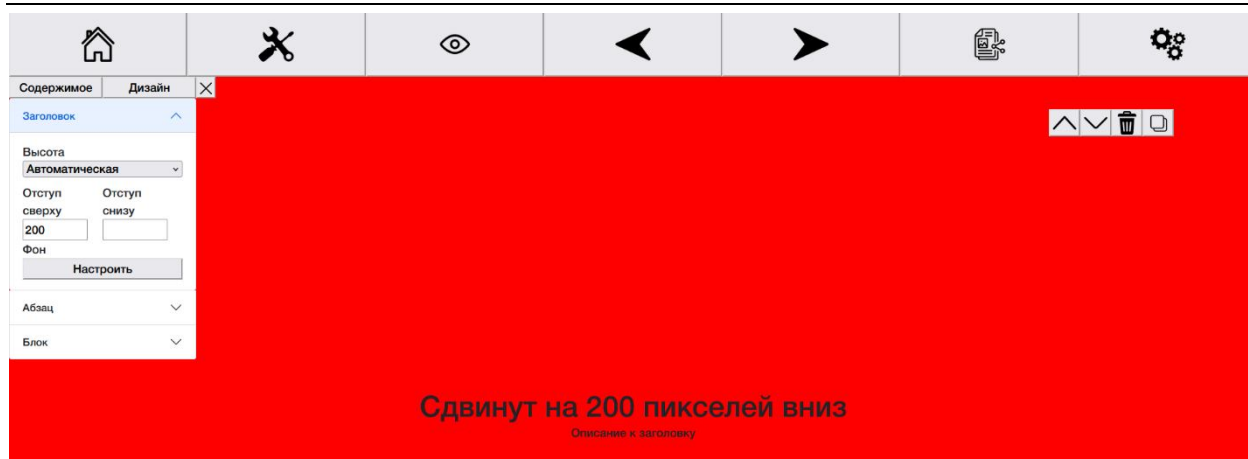 Содержимое Дизайн
Заголовок
Высота
Автоматическая
Отступ сверху Отступ снизу
200
Фон
Настроить
Абзац
Блок
Сдвинут на 200 пикселей вниз
Описание к заголовку